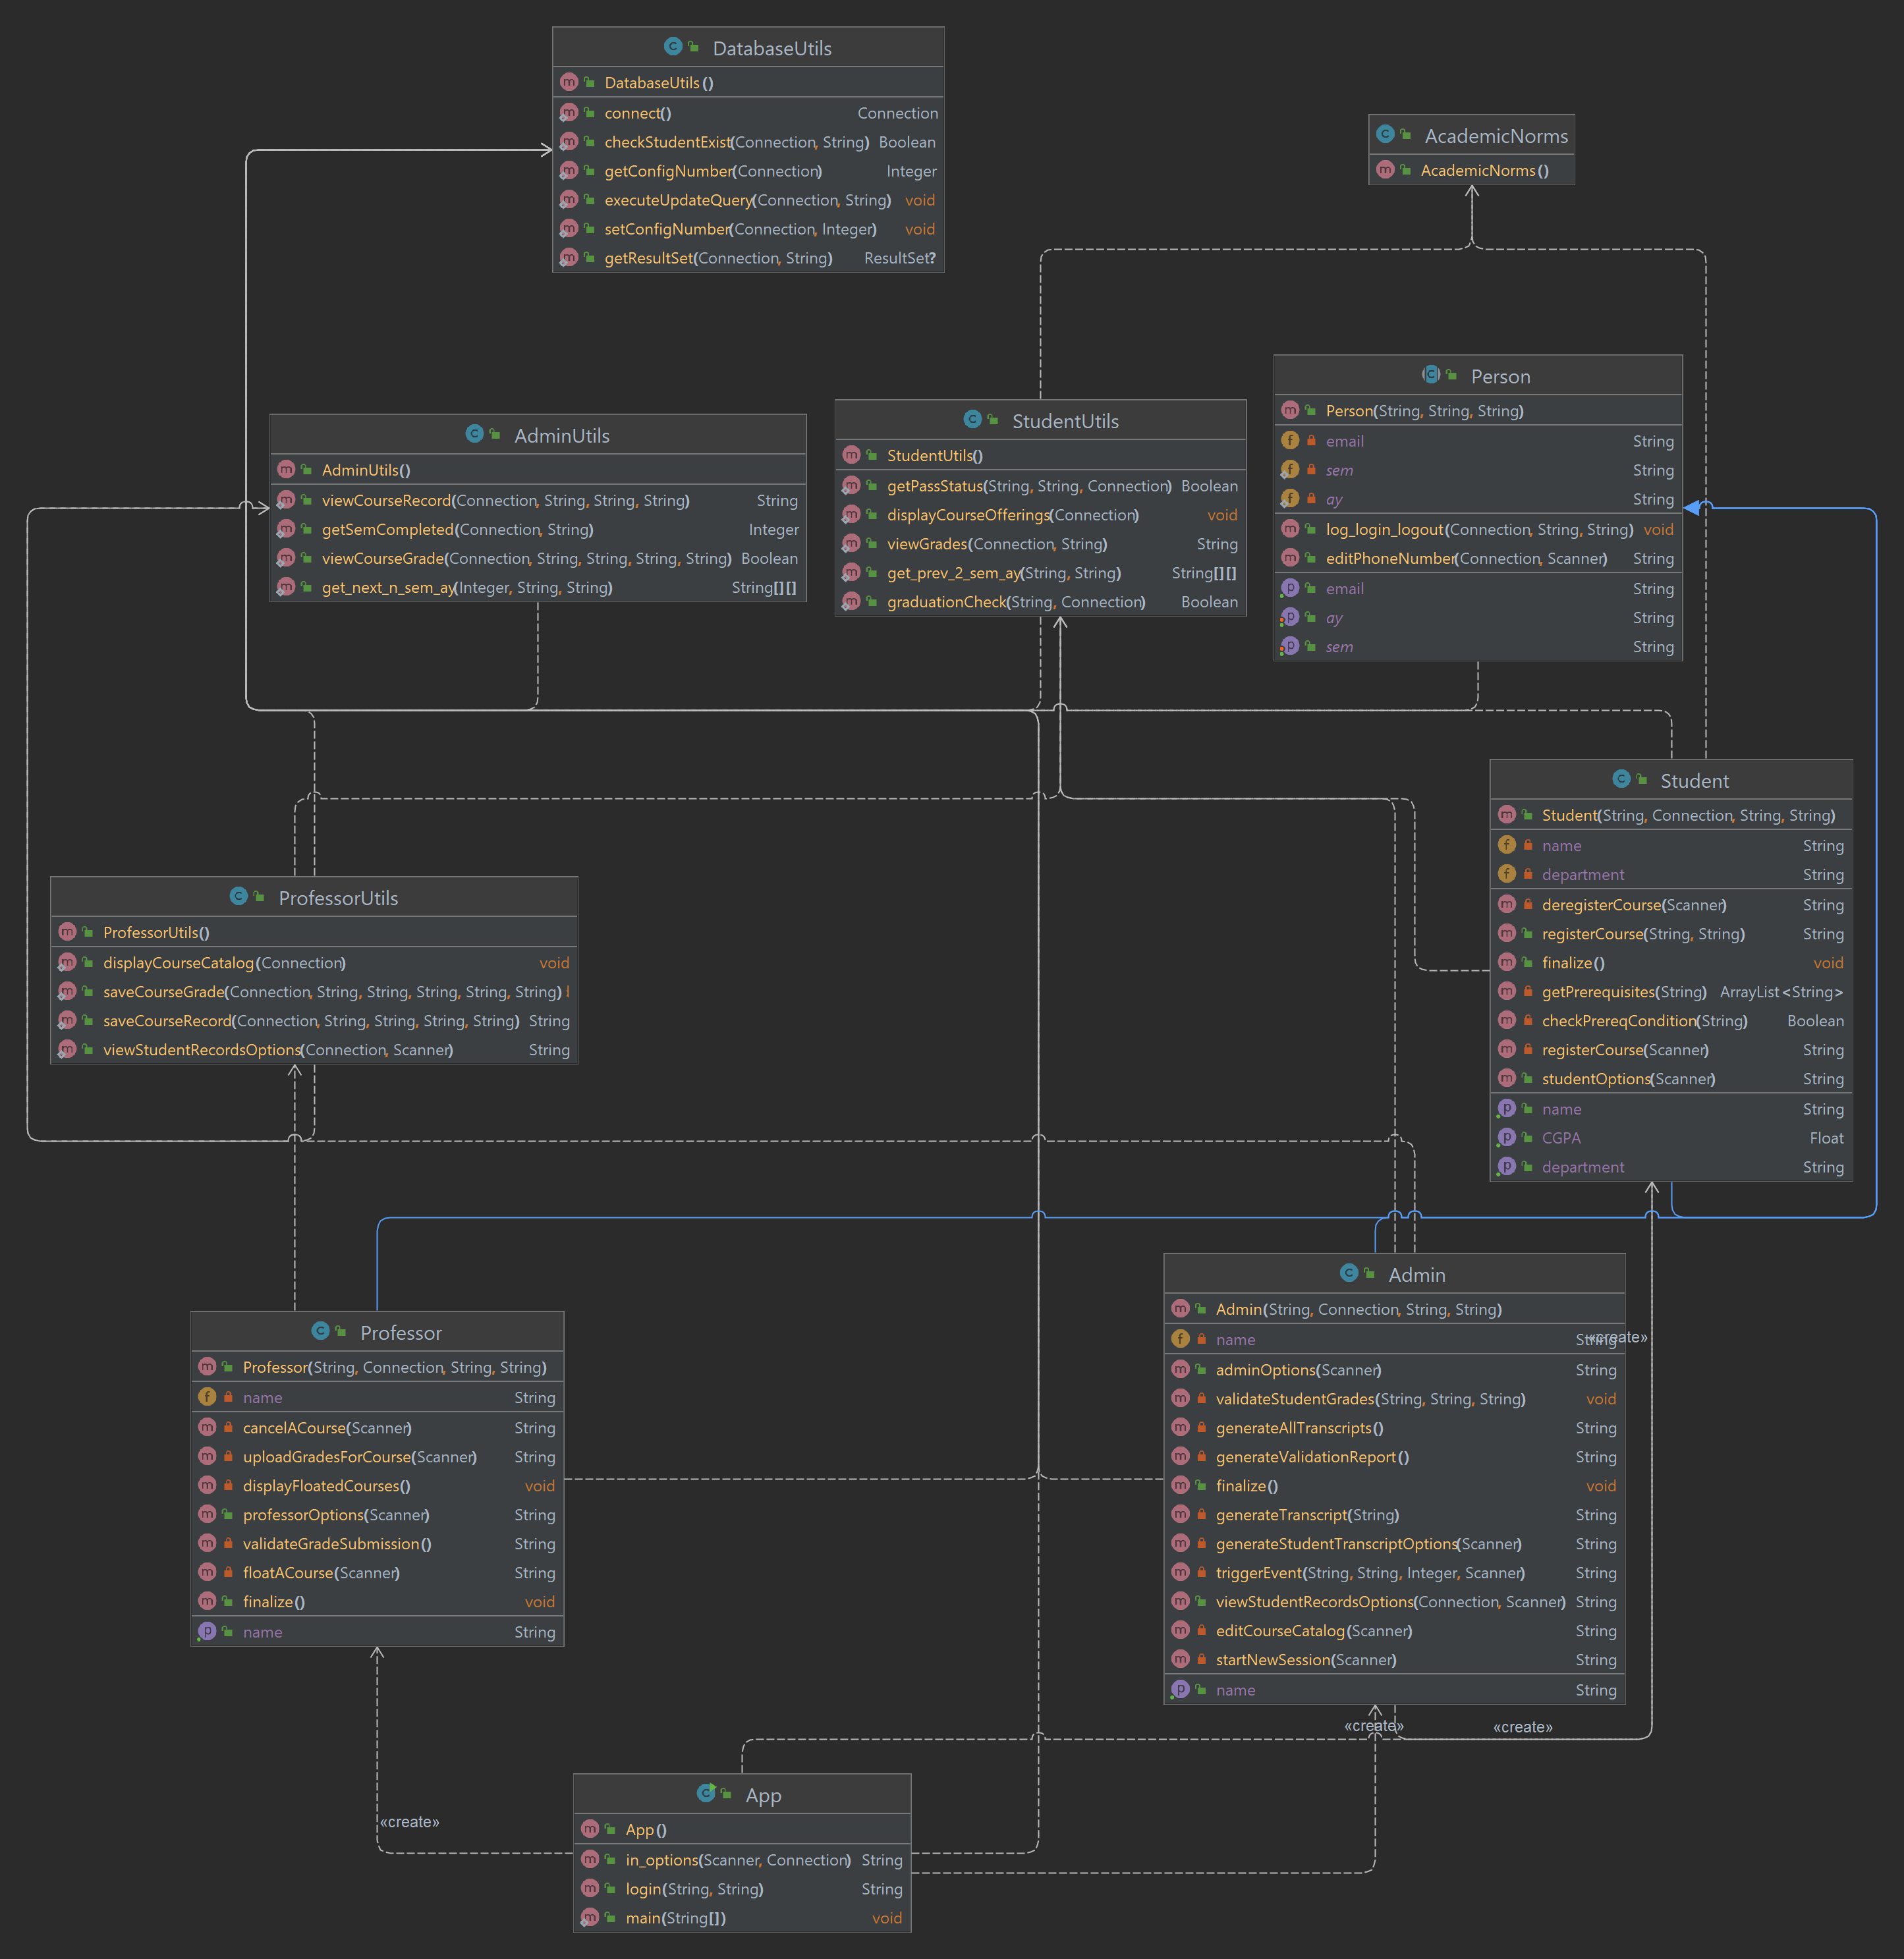 DatabaseUtils
DatabaseUtils()
connect() Connection
checkStudentExist(Connection, String) Boolean
getConfigNumber(Connection) Integer
executeUpdateQuery(Connection, String) void
setConfigNumber(Connection, Integer) void
getResultSet(Connection, String) ResultSet?
AcademicNorms
AcademicNorms()
Person
Person(String, String, String)
email String
sem String
ay String
log_login_logout(Connection, String, String) void
editPhoneNumber(Connection, Scanner) String
email String
ay String
sem String
StudentUtils
StudentUtils()
getPassStatus(String, String, Connection) Boolean
displayCourseOfferings(Connection) void
viewGrades(Connection, String) String
get_prev_2_sem_ay(String, String) String[][]
graduationCheck(String, Connection) Boolean
AdminUtils
AdminUtils()
viewCourseRecord(Connection, String, String, String) String
getSemCompleted(Connection, String) Integer
viewCourseGrade(Connection, String, String, String, String) Boolean
get_next_n_sem_ay(Integer, String, String) String[][]
Student
Student(String, Connection, String, String)
name String
department String
deregisterCourse(Scanner) String
registerCourse(String, String) String
finalize() void
getPrerequisites(String) ArrayList<String>
checkPrereqCondition(String) Boolean
registerCourse(Scanner) String
studentOptions(Scanner) String
name String
CGPA Float
department String
ProfessorUtils
ProfessorUtils()
displayCourseCatalog(Connection) void
saveCourseGrade(Connection, String, String, String, String, String)
saveCourseRecord(Connection, String, String, String, String) String
viewStudentRecordsOptions(Connection, Scanner) String
Admin
Admin(String, Connection, String, String)
name String
«create»
adminOptions(Scanner) String
validateStudentGrades(String, String, String) void
generateAllTranscripts() String
generateValidationReport() String
finalize() void
generateTranscript(String) String
generateStudentTranscriptOptions(Scanner) String
triggerEvent(String, String, Integer, Scanner) String
viewStudentRecordsOptions(Connection, Scanner) String
editCourseCatalog(Scanner) String
startNewSession(Scanner) String
name String
Professor
Professor(String, Connection, String, String)
name String
cancelACourse(Scanner) String
uploadGradesForCourse(Scanner) String
displayFloatedCourses() void
professorOptions(Scanner) String
validateGradeSubmission() String
floatACourse(Scanner) String
finalize() void
name String
«create» «create»
«create»
App
App()
in_options(Scanner, Connection) String
login(String, String) String
main(String[]) void